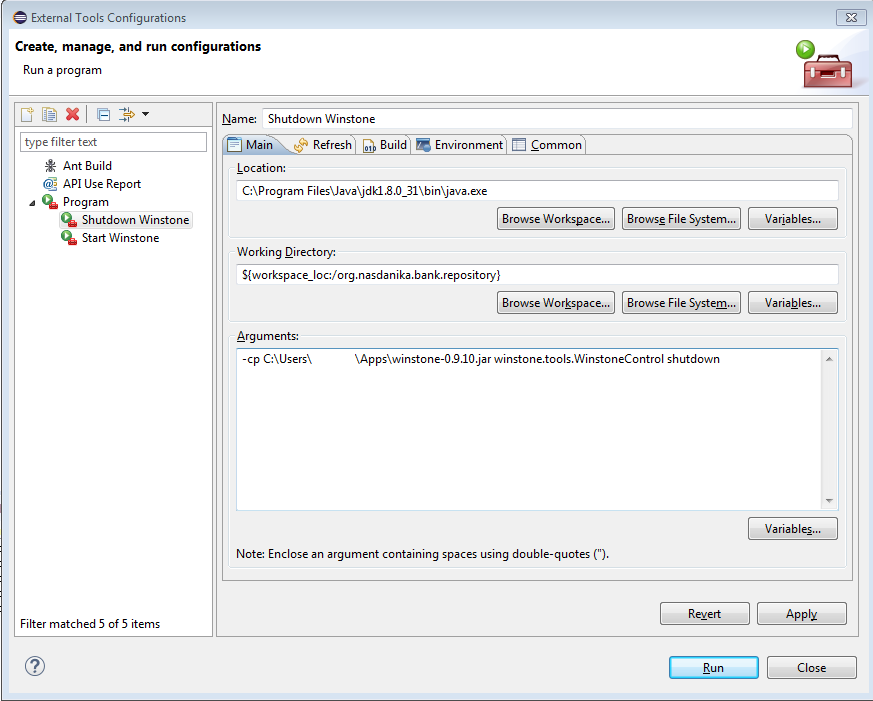 External Tools Configurations
Create, manage, and run configurations
Run a program
type filter text
Ant Build
API Use Report
Program
Shutdown Winstone
Start Winstone
Filter matched 5 of 5 items
Name: Shutdown Winstone
Main Refresh Build Environment Common
Location:
C:\Program Files\Java\jdk1.8.0_31\bin\java.exe
Browse Workspace... Browse File System... Variables...
Working Directory:
${workspace_loc:/org.nasdanika.bank.repository}
Browse Workspace... Browse File System... Variables...
Arguments:
-cp C:\Users\ \Apps\winstone-0.9.10.jar winstone.tools.WinstoneControl shutdown
Variables...
Note: Enclose an argument containing spaces using double-quotes (").
Revert Apply
Run Close